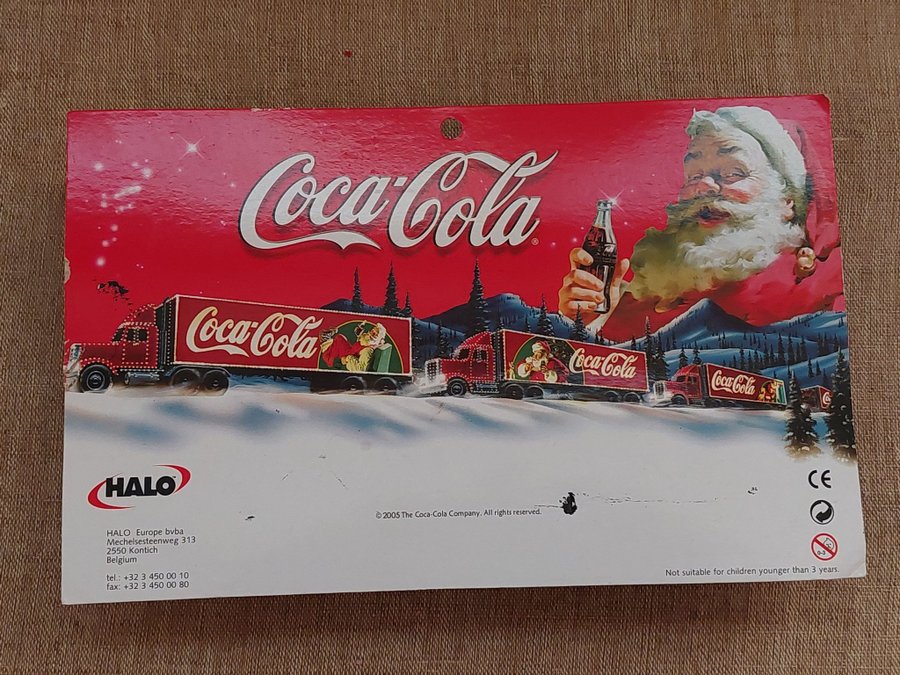 Coca-Cola
Coca-Cola
Coca-Cola
Coca-Cola
HALO
HALO Europe bvba
Mechelsesteenweg 313
2550 Kontich
Belgium
tel.: +32 3 450 00 10
fax: +32 3 450 00 80
© 2005 The Coca-Cola Company. All rights reserved.
CE
0-3
Not suitable for children younger than 3 years.